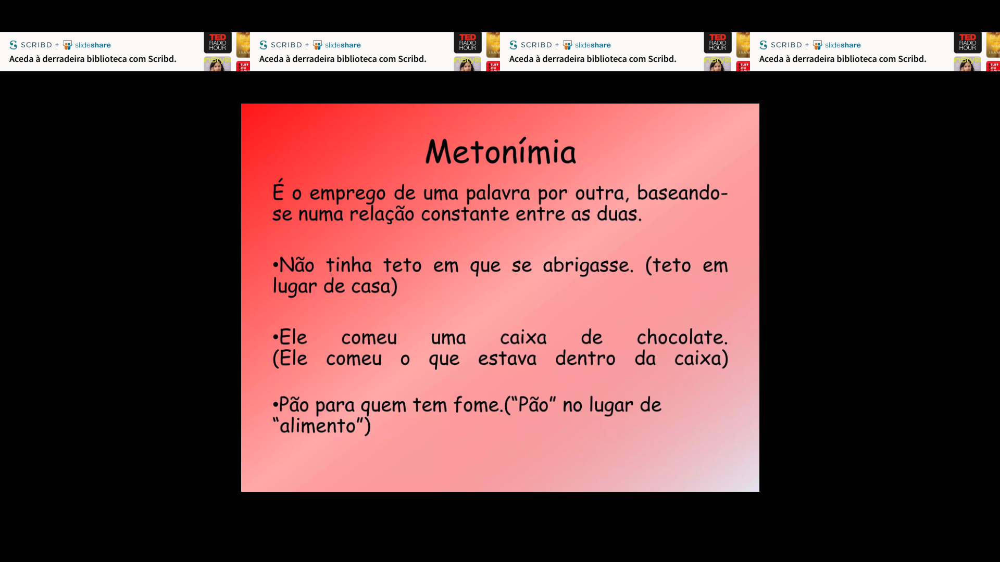 SCRIBD + slideshare
Aceda à derradeira biblioteca com Scribd.
TED
RADIO
HOUR
InStyle
SCRIBD + slideshare
Aceda à derradeira biblioteca com Scribd.
TED
RADIO
HOUR
InStyle
SCRIBD + slideshare
Aceda à derradeira biblioteca com Scribd.
TED
RADIO
HOUR
InStyle
SCRIBD + slideshare
Aceda à derradeira biblioteca com Scribd.
TED
RADIO
HOUR
InStyle
Metonímia
É o emprego de uma palavra por outra, baseando-
se numa relação constante entre as duas.
•Não tinha teto em que se abrigasse. (teto em
lugar de casa)
•Ele comeu uma caixa de chocolate.
(Ele comeu o que estava dentro da caixa)
•Pão para quem tem fome.(“Pão” no lugar de
“alimento”)